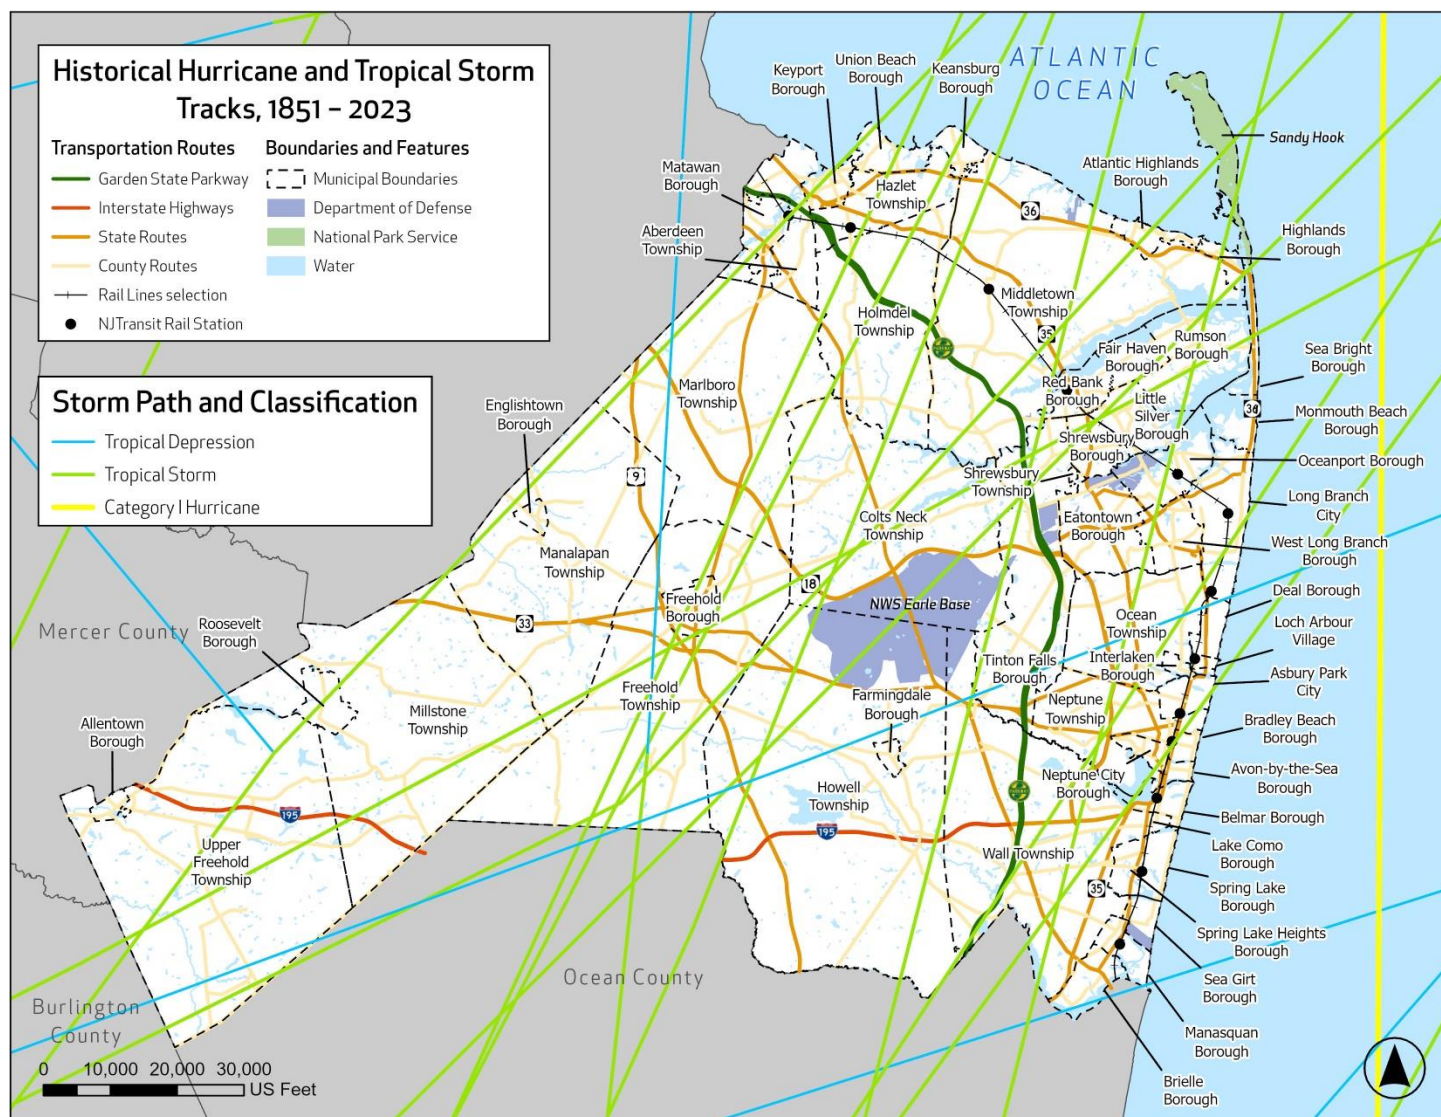 Historical Hurricane and Tropical Storm
Tracks, 1851 – 2023
Transportation Routes
Garden State Parkway
Interstate Highways
State Routes
County Routes
Rail Lines selection
NJTransit Rail Station
Boundaries and Features
Municipal Boundaries
Department of Defense
National Park Service
Water
Storm Path and Classification
Tropical Depression
Tropical Storm
Category 1 Hurricane
ATLANTIC
OCEAN
Keyport
Borough
Union Beach
Borough
Keansburg
Borough
Sandy Hook
Matawan
Borough
Hazlet
Township
Atlantic Highlands
Borough
36
Aberdeen
Township
Highlands
Borough
Middletown
Township
Holmdel
Township
35
Fair Haven
Borough
Rumson
Borough
Sea Bright
Borough
Marlboro
Township
Red Bank
Borough
Little
Silver
Borough
36
Monmouth Beach
Borough
Englishtown
Borough
Shrewsbury
Borough
Oceanport Borough
9
Shrewsbury
Township
Long Branch
City
Colts Neck
Township
Eatontown
Borough
West Long Branch
Borough
Manalapan
Township
18
Deal Borough
Freehold
Borough
NWS Earle Base
Mercer County
Roosevelt
Borough
33
Ocean
Township
Loch Arbour
Village
Interlaken
Borough
Tinton Falls
Borough
Asbury Park
City
Freehold
Township
Farmingdale
Borough
Neptune
Township
Millstone
Township
Allentown
Borough
Bradley Beach
Borough
Neptune City
Borough
Avon-by-the-Sea
Borough
Howell
Township
195
195
Belmar Borough
Upper
Freehold
Township
Wall Township
Lake Como
Borough
35
Spring Lake
Borough
Spring Lake Heights
Borough
Ocean County
Sea Girt
Borough
Burlington
County
Manasquan
Borough
Brielle
Borough
0 10,000 20,000 30,000
US Feet